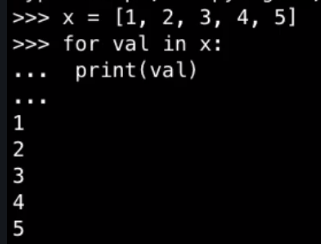 >>> x = [1, 2, 3, 4, 5]
>>> for val in x:
...  print(val)
...
1
2
3
4
5